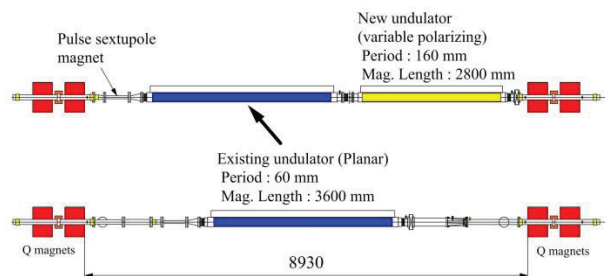 New undulator
(variable polarizing)
Period : 160 mm
Mag. Length : 2800 mm
Pulse sextupole
magnet
Existing undulator (Planar)
Period : 60 mm
Mag. Length : 3600 mm
Q magnets
8930
Q magnets